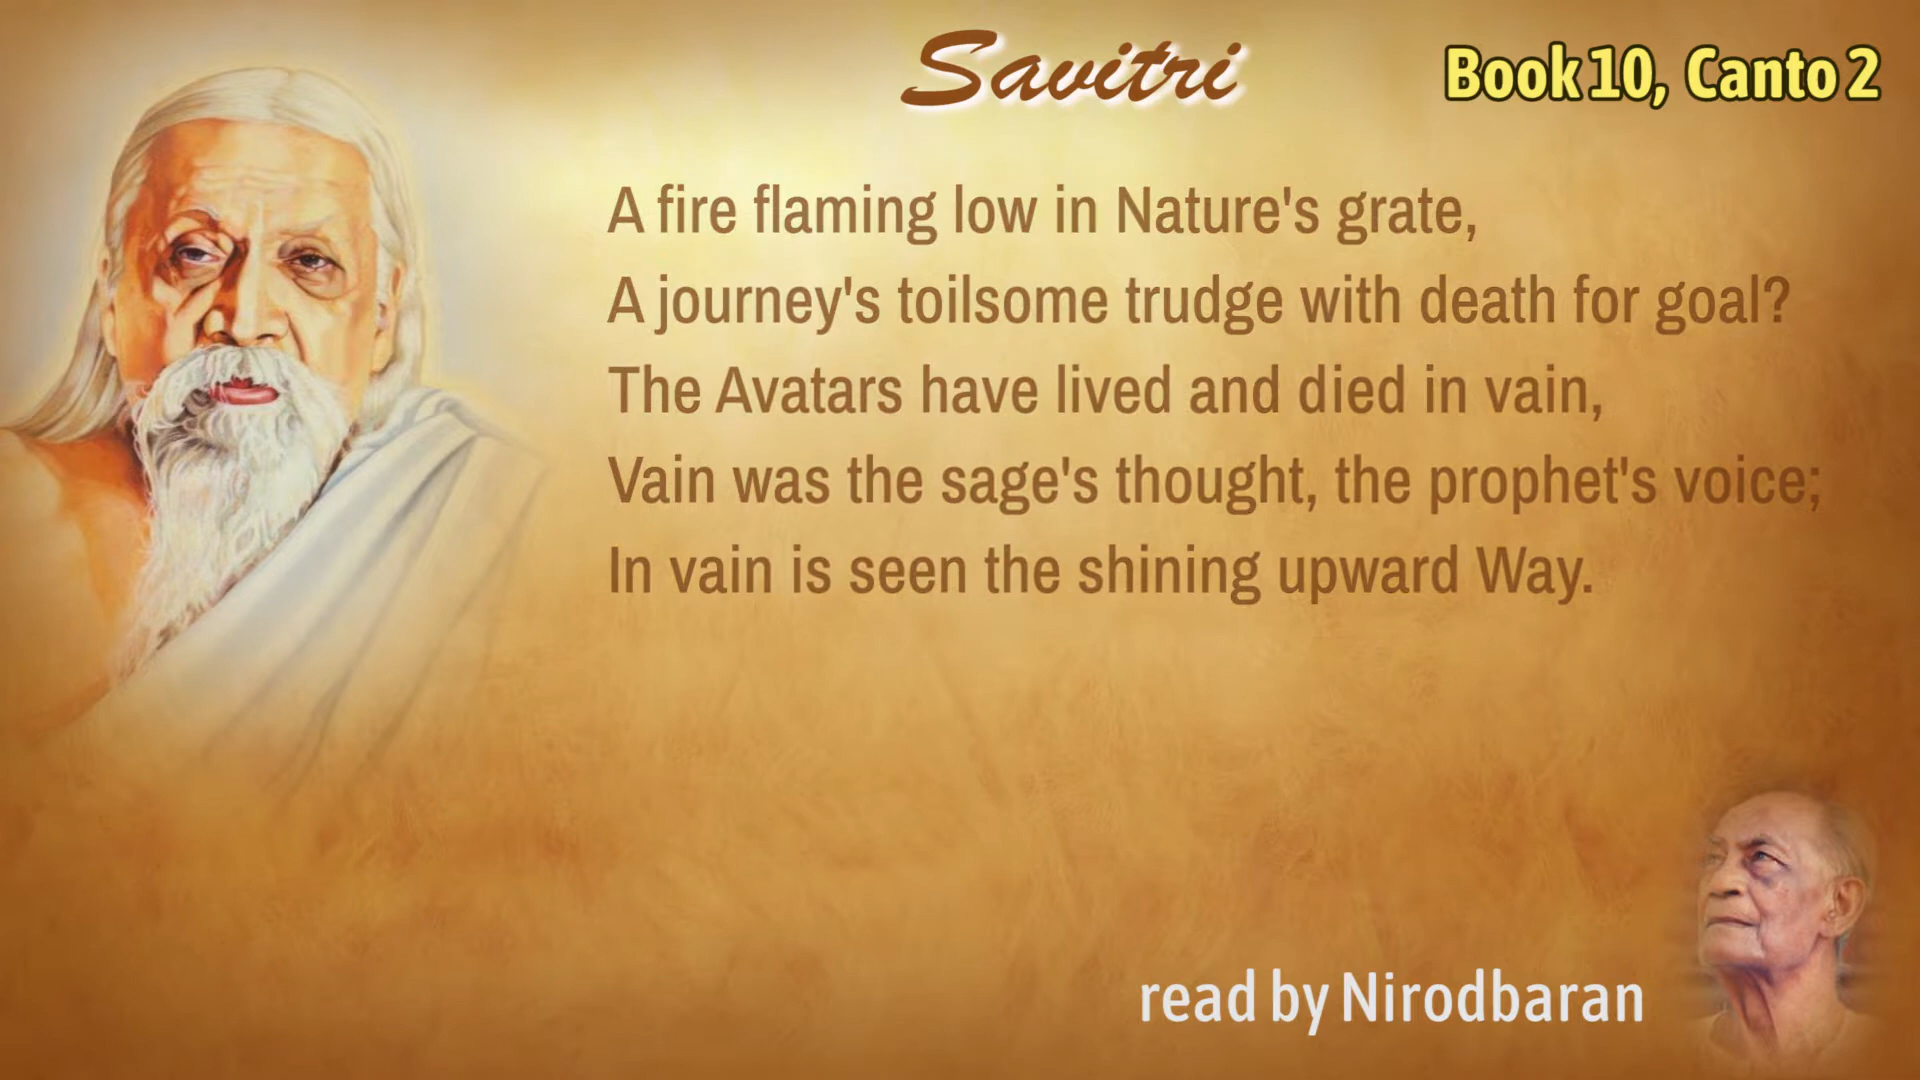 Savitri
Book 10, Canto 2
A fire flaming low in Nature's grate,
A journey's toilsome trudge with death for goal?
The Avatars have lived and died in vain,
Vain was the sage's thought, the prophet's voice;
In vain is seen the shining upward Way.
read by Nirodbaran